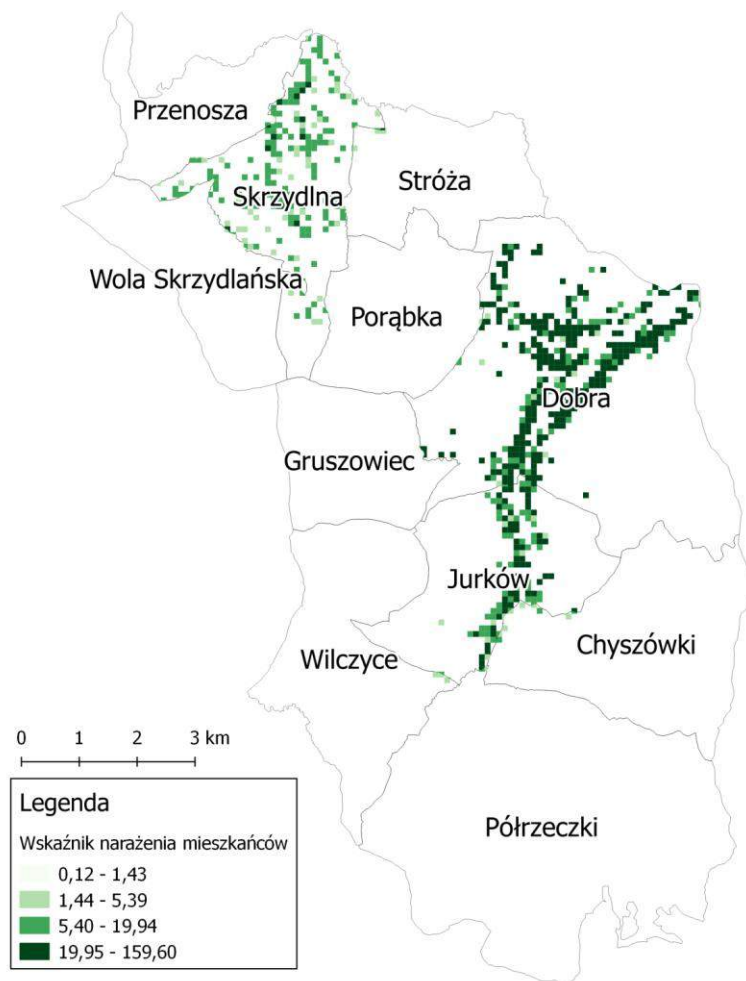 Przenosza
Skrzydlna
Stróża
Wola Skrzydlańska
Porąbka
Dobra
Gruszowiec
Jurków
Chyszówki
Wilczyce
0 1 2 3 km
Legenda
Wskaźnik narażenia mieszkańców
0,12 - 1,43
1,44 - 5,39
5,40 - 19,94
19,95 - 159,60
Półrzeczki